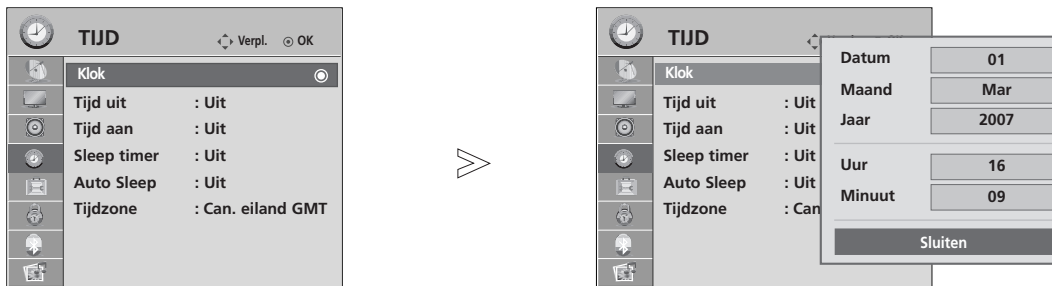 TIJD Verpl. OK
Klok
Tijd uit : Uit
Tijd aan : Uit
Sleep timer : Uit
Auto Sleep : Uit
Tijdzone : Can. eiland GMT
TIJD
Klok
Tijd uit : Uit
Tijd aan : Uit
Sleep timer : Uit
Auto Sleep : Uit
Tijdzone : Can
Datum 01
Maand Mar
Jaar 2007
Uur 16
Minuut 09
Sluiten